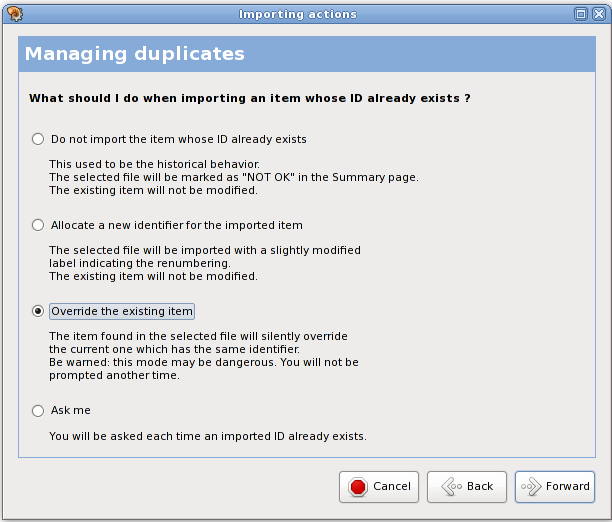 Importing actions
Managing duplicates
What should I do when importing an item whose ID already exists ?
Do not import the item whose ID already exists
This used to be the historical behavior.
The selected file will be marked as "NOT OK" in the Summary page.
The existing item will not be modified.
Allocate a new identifier for the imported item
The selected file will be imported with a slightly modified
label indicating the renumbering.
The existing item will not be modified.
Override the existing item
The item found in the selected file will silently override
the current one which has the same identifier.
Be warned: this mode may be dangerous. You will not be
prompted another time.
Ask me
You will be asked each time an imported ID already exists.
Cancel Back Forward